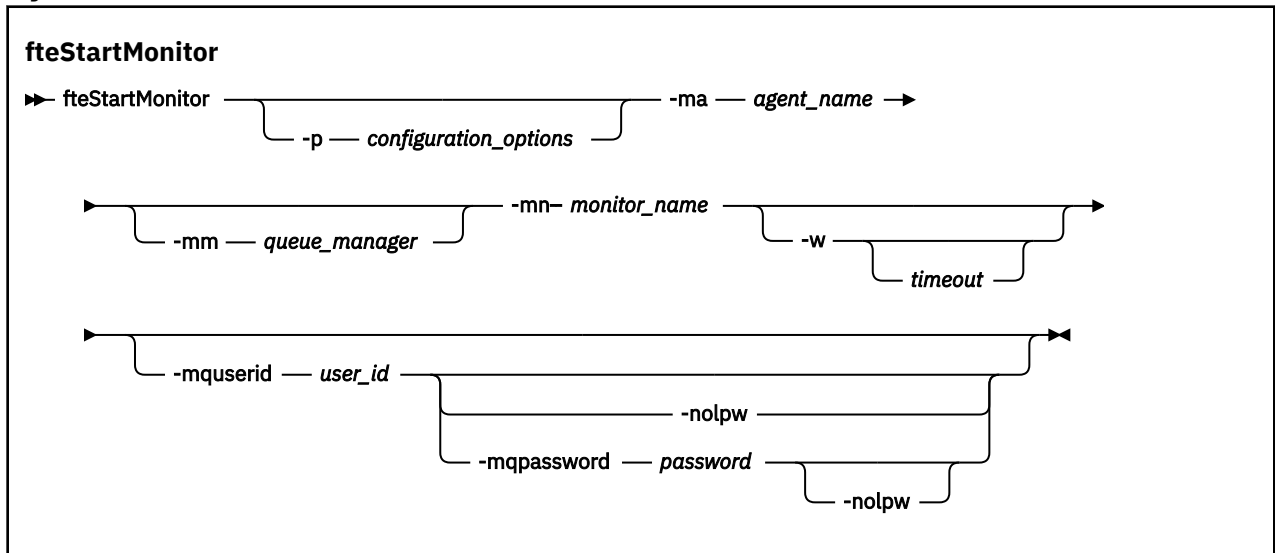 fteStartMonitor
fteStartMonitor -ma agent_name
-p configuration_options
-mn monitor_name
-mm queue_manager -w
timeout
-mquserid user_id
-nolpw
-mqpassword password
-nolpw